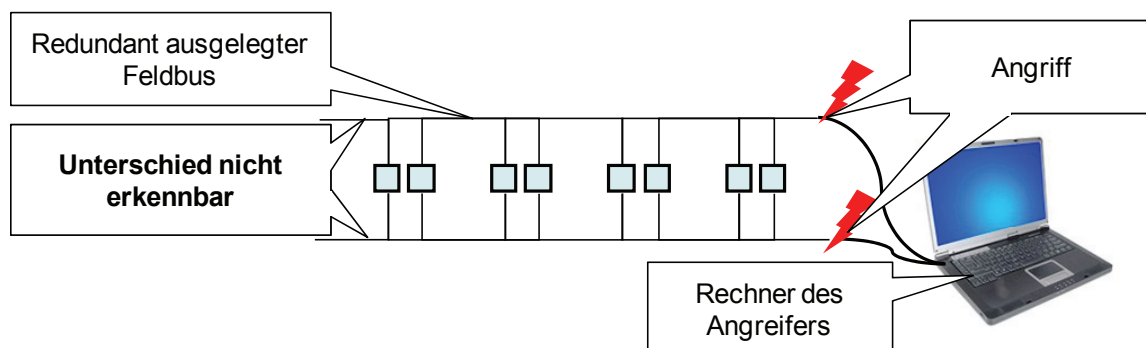 Redundant ausgelegter
Feldbus
Angriff
Unterschied nicht
erkennbar
Rechner des
Angreifers